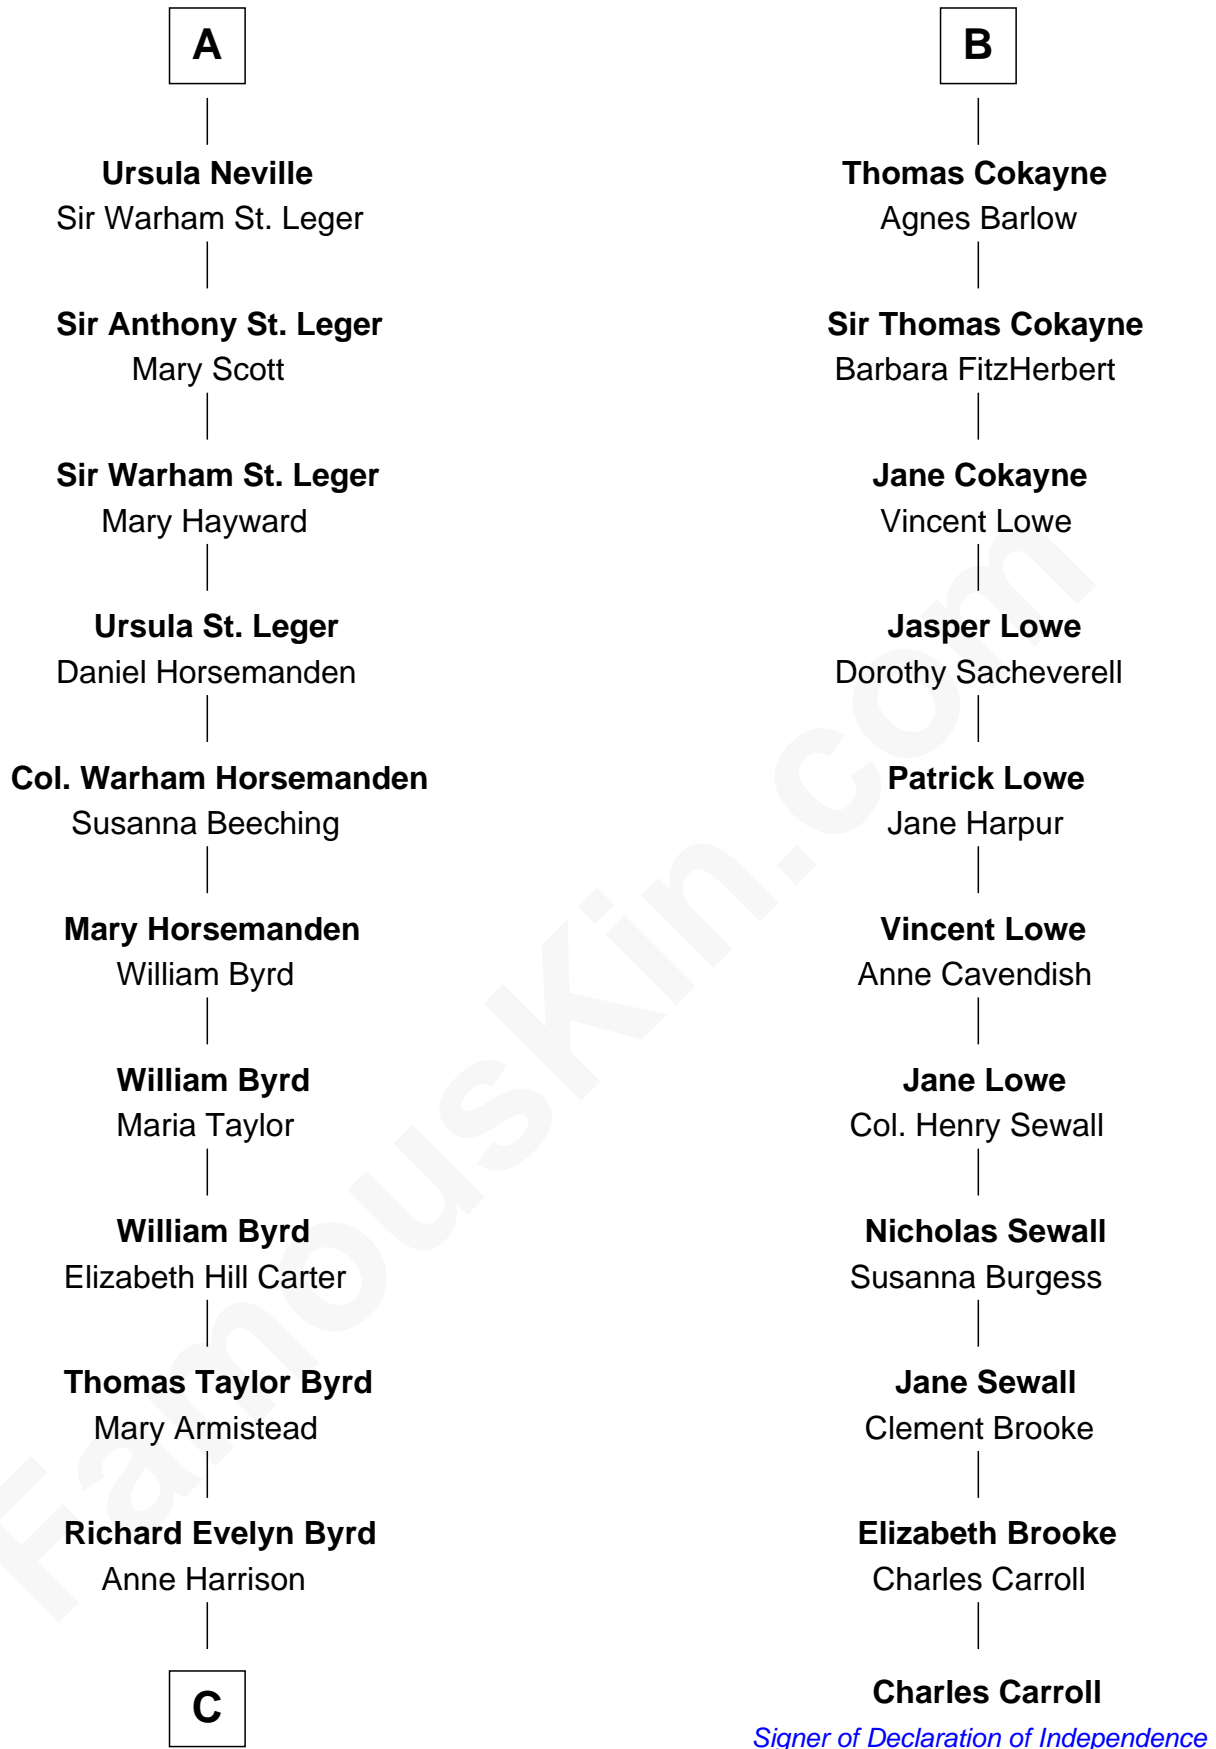 A
Ursula Neville
Sir Warham St. Leger
Sir Anthony St. Leger
Mary Scott
Sir Warham St. Leger
Mary Hayward
Ursula St. Leger
Daniel Horsemanden
Col. Warham Horsemanden
Susanna Beeching
Mary Horsemanden
William Byrd
William Byrd
Maria Taylor
William Byrd
Elizabeth Hill Carter
Thomas Taylor Byrd
Mary Armistead
Richard Evelyn Byrd
Anne Harrison
C
B
Thomas Cokayne
Agnes Barlow
Sir Thomas Cokayne
Barbara FitzHerbert
Jane Cokayne
Vincent Lowe
Jasper Lowe
Dorothy Sacheverell
Patrick Lowe
Jane Harpur
Vincent Lowe
Anne Cavendish
Jane Lowe
Col. Henry Sewall
Nicholas Sewall
Susanna Burgess
Jane Sewall
Clement Brooke
Elizabeth Brooke
Charles Carroll
Charles Carroll
Signer of Declaration of Independence
FamousKin.com